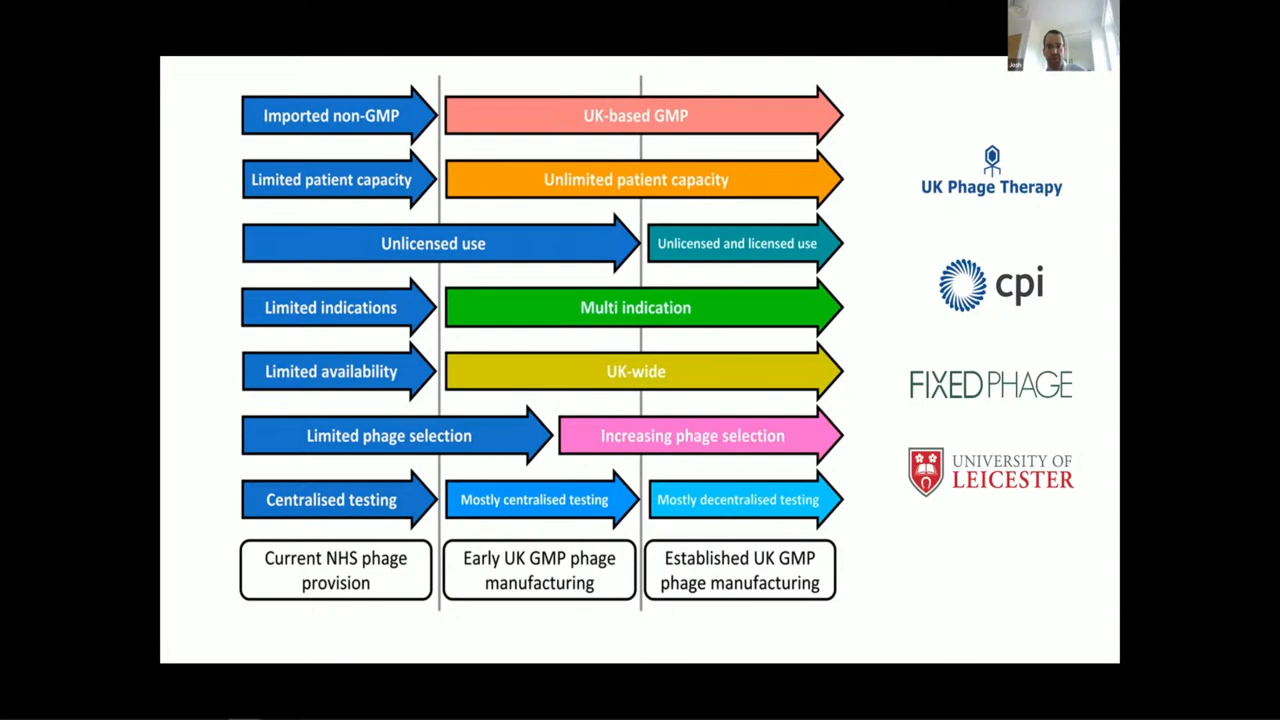 Josh
Imported non-GMP
UK-based GMP
Limited patient capacity
Unlimited patient capacity
UK Phage Therapy
Unlicensed use
Unlicensed and licensed use
cpi
Limited indications
Multi indication
Limited availability
UK-wide
FIXED PHAGE
Limited phage selection
Increasing phage selection
UNIVERSITY OF
LEICESTER
Centralised testing
Mostly centralised testing
Mostly decentralised testing
Current NHS phage
provision
Early UK GMP phage
manufacturing
Established UK GMP
phage manufacturing